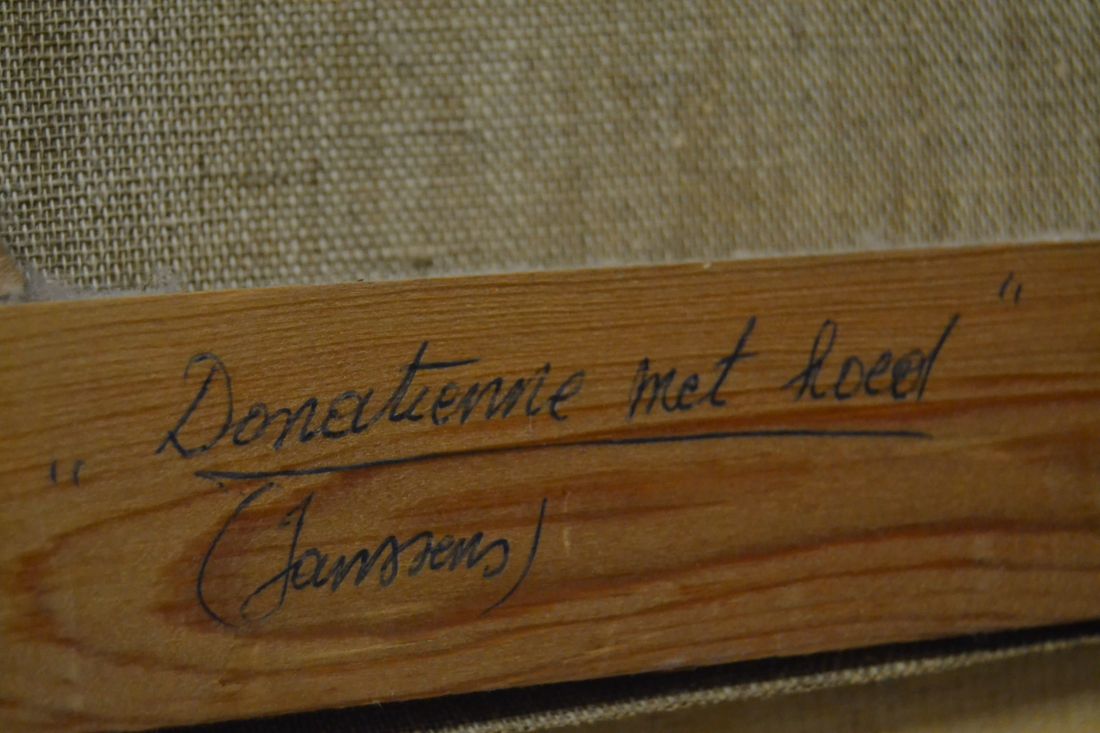 "Donatienne met hoed"
(Janssens)